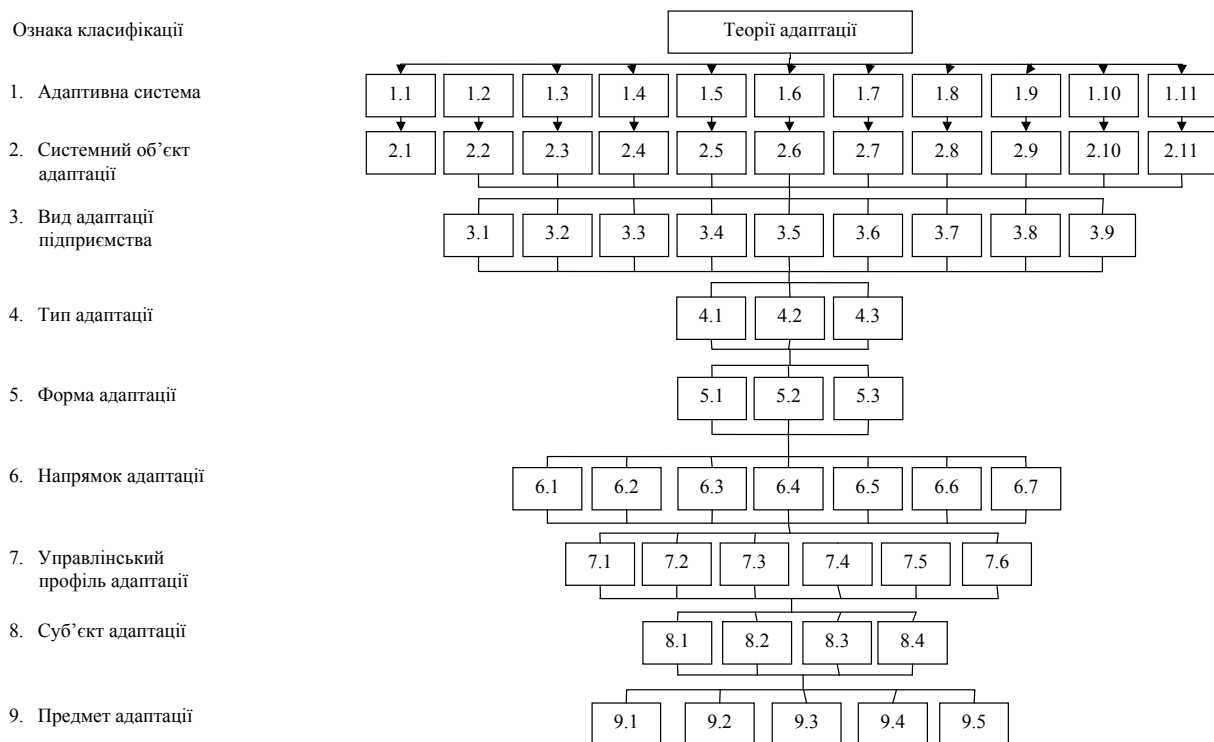 Ознака класифікації
Теорії адаптації
1. Адаптивна система
1.1 1.2 1.3 1.4 1.5 1.6 1.7 1.8 1.9 1.10 1.11
2. Системний об’єкт
адаптації
2.1 2.2 2.3 2.4 2.5 2.6 2.7 2.8 2.9 2.10 2.11
3. Вид адаптації
підприємства
3.1 3.2 3.3 3.4 3.5 3.6 3.7 3.8 3.9
4. Тип адаптації
4.1 4.2 4.3
5. Форма адаптації
5.1 5.2 5.3
6. Напрямок адаптації
6.1 6.2 6.3 6.4 6.5 6.6 6.7
7. Управлінський
профіль адаптації
7.1 7.2 7.3 7.4 7.5 7.6
8. Суб’єкт адаптації
8.1 8.2 8.3 8.4
9. Предмет адаптації
9.1 9.2 9.3 9.4 9.5